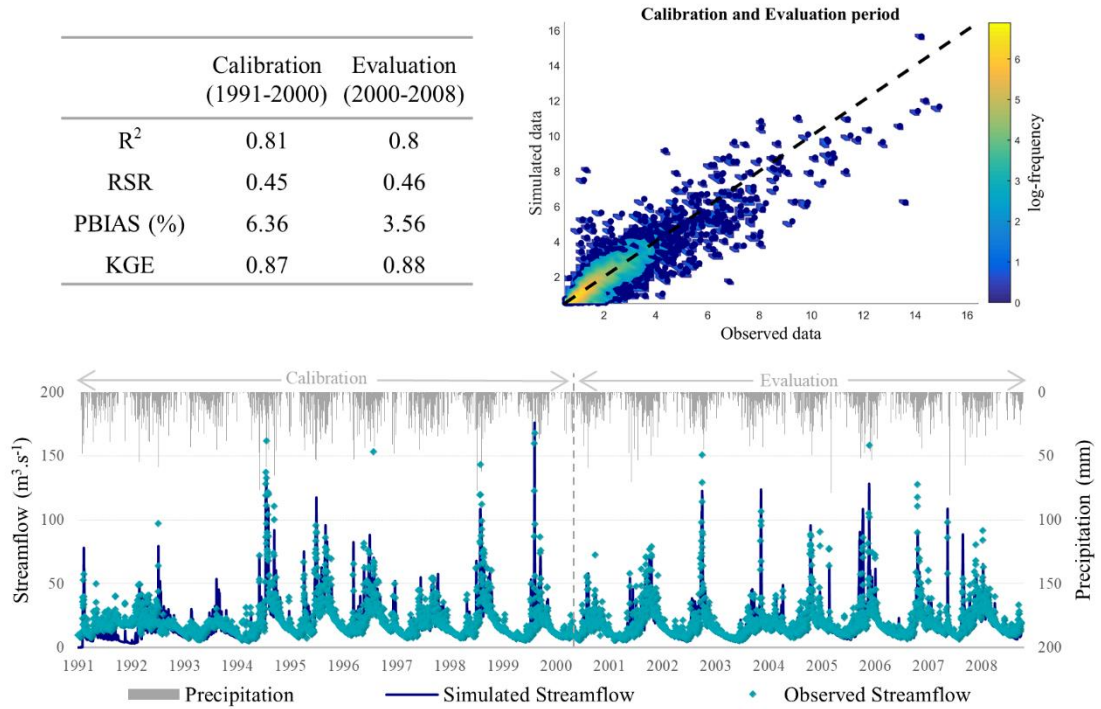 Calibration Evaluation
(1991-2000) (2000-2008)
R² 0.81 0.8
RSR 0.45 0.46
PBIAS (%) 6.36 3.56
KGE 0.87 0.88
Calibration and Evaluation period
16
14
12
10
8
6
4
2
Simulated data
2 4 6 8 10 12 14 16
Observed data
6
5
4
3
2
1
0
log-frequency
Calibration Evaluation
200
150
100
50
0
Streamflow (m³.s⁻¹)
0
50
100
150
200
Precipitation (mm)
1991 1992 1993 1994 1995 1996 1997 1998 1999 2000 2001 2002 2003 2004 2005 2006 2007 2008
Precipitation Simulated Streamflow Observed Streamflow